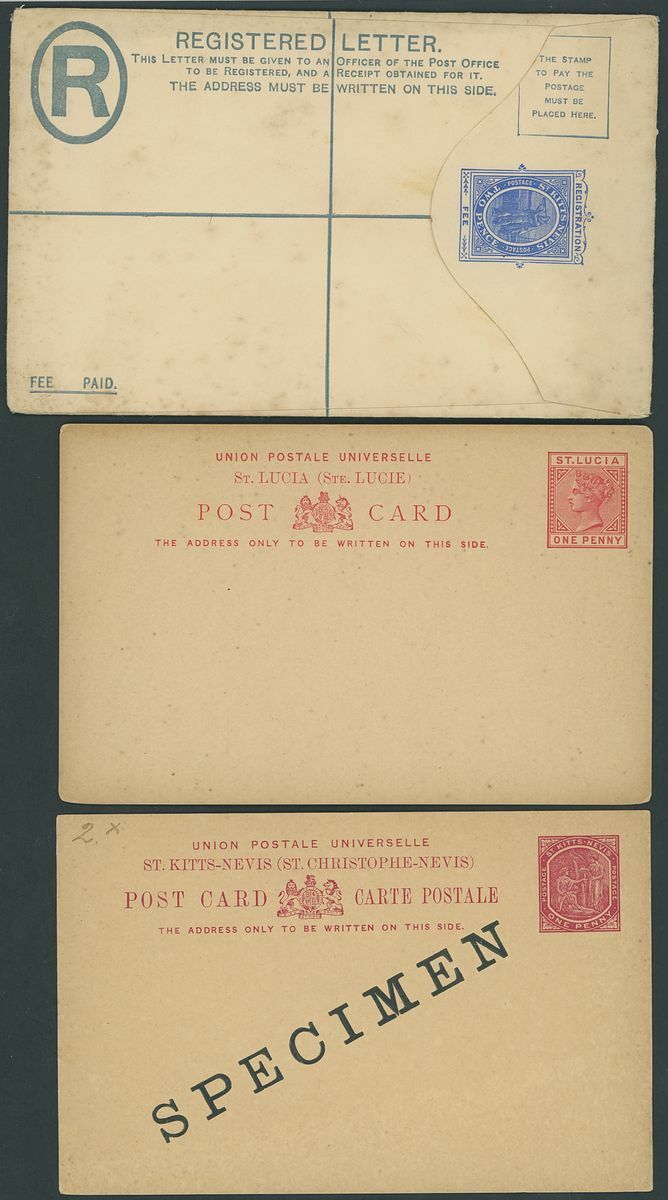 R
REGISTERED LETTER.
THIS LETTER MUST BE GIVEN TO AN OFFICER OF THE POST OFFICE
TO BE REGISTERED, AND A RECEIPT OBTAINED FOR IT.
THE ADDRESS MUST BE WRITTEN ON THIS SIDE.
THE STAMP
TO PAY THE
POSTAGE
MUST BE
PLACED HERE.
REGISTRATION
ST KITTS-NEVIS
POSTAGE
POSTAGE
TWO PENCE
FEE
FEE PAID.
UNION POSTALE UNIVERSELLE
ST. LUCIA (STE. LUCIE)
POST CARD
THE ADDRESS ONLY TO BE WRITTEN ON THIS SIDE.
ST. LUCIA
ONE PENNY
2. x
UNION POSTALE UNIVERSELLE
ST. KITTS-NEVIS (ST. CHRISTOPHE-NEVIS)
POST CARD CARTE POSTALE
THE ADDRESS ONLY TO BE WRITTEN ON THIS SIDE.
ST KITTS-NEVIS
POSTAGE
POSTAGE
ONE PENNY
SPECIMEN